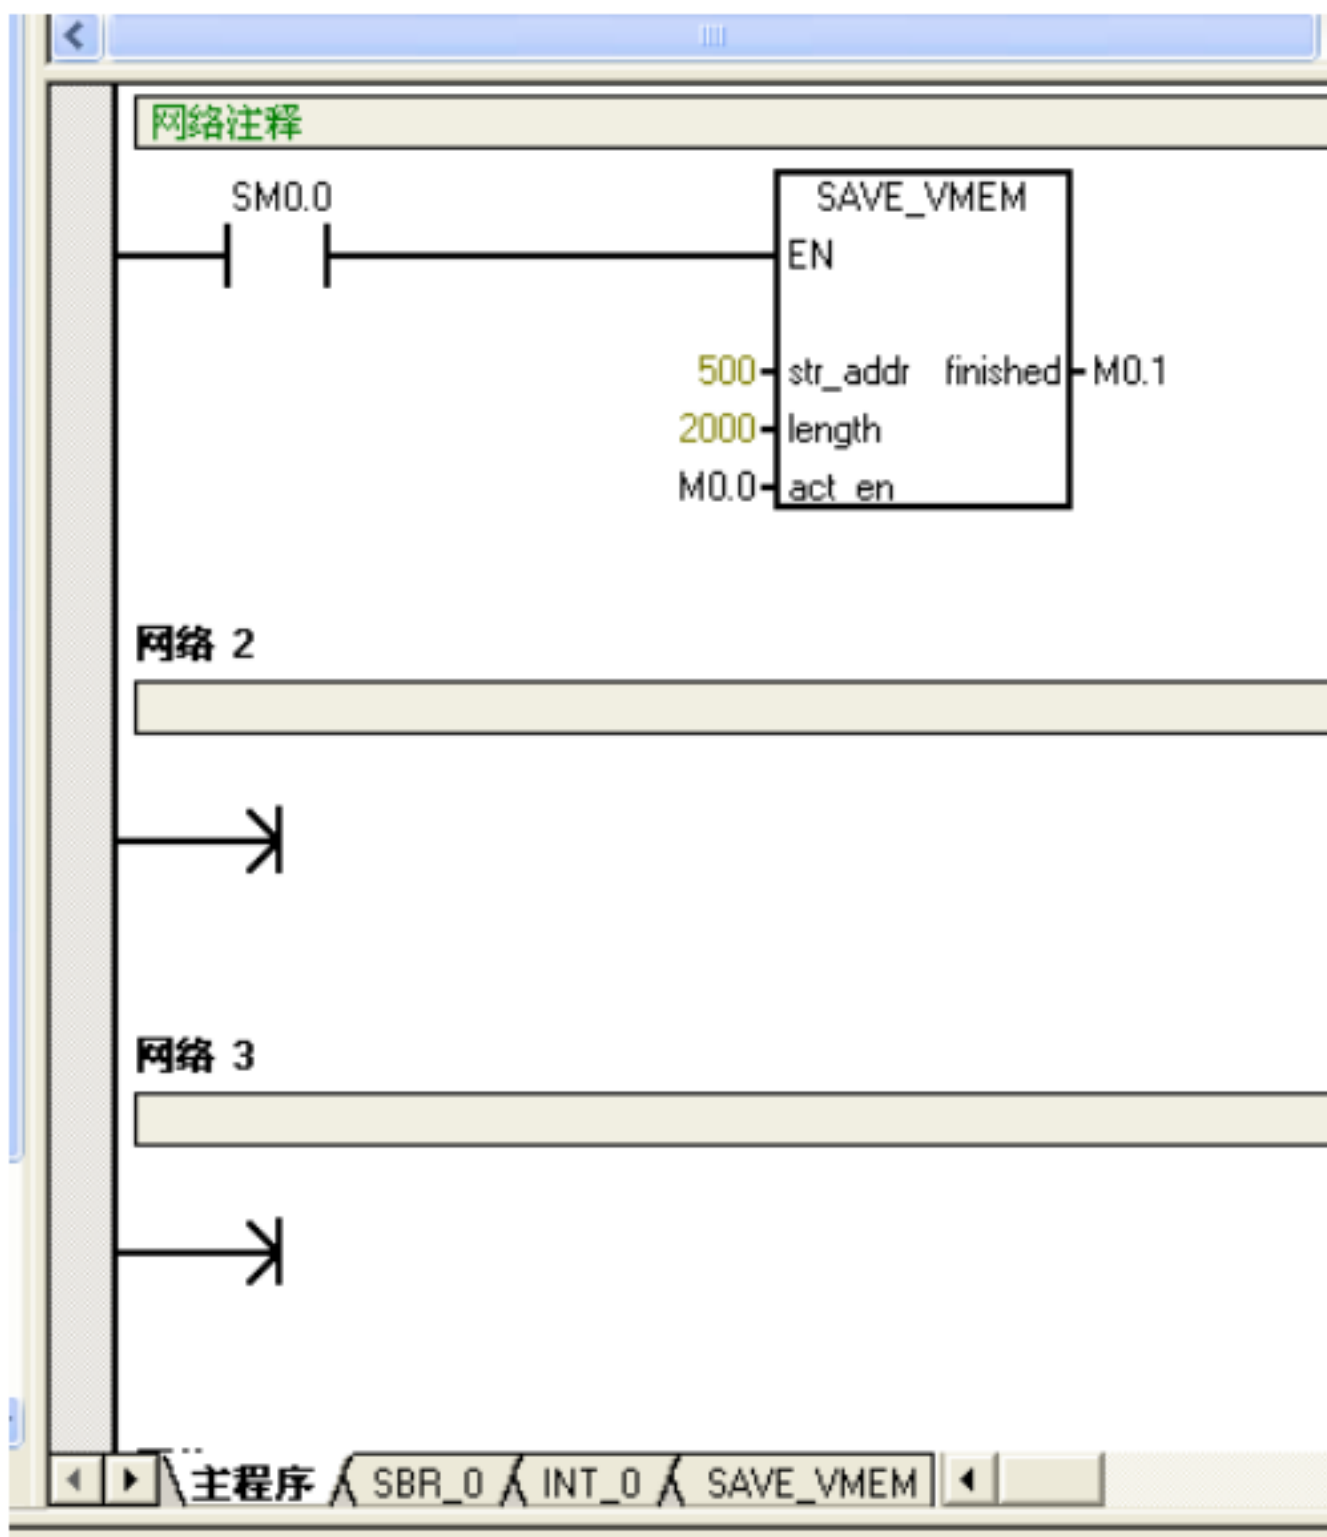 网络注释
SM0.0
SAVE_VMEM
EN
500 str_addr finished M0.1
2000 length
M0.0 act_en
网络 2
网络 3
主程序 SBR_0 INT_0 SAVE_VMEM